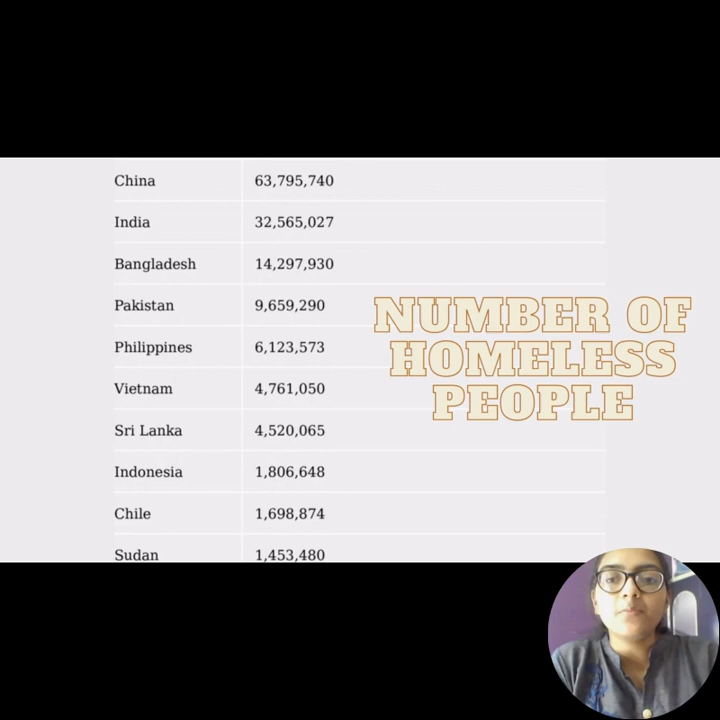 China 63,795,740
India 32,565,027
Bangladesh 14,297,930
Pakistan 9,659,290
Philippines 6,123,573
Vietnam 4,761,050
Sri Lanka 4,520,065
Indonesia 1,806,648
Chile 1,698,874
Sudan 1,453,480
NUMBER OF
HOMELESS
PEOPLE